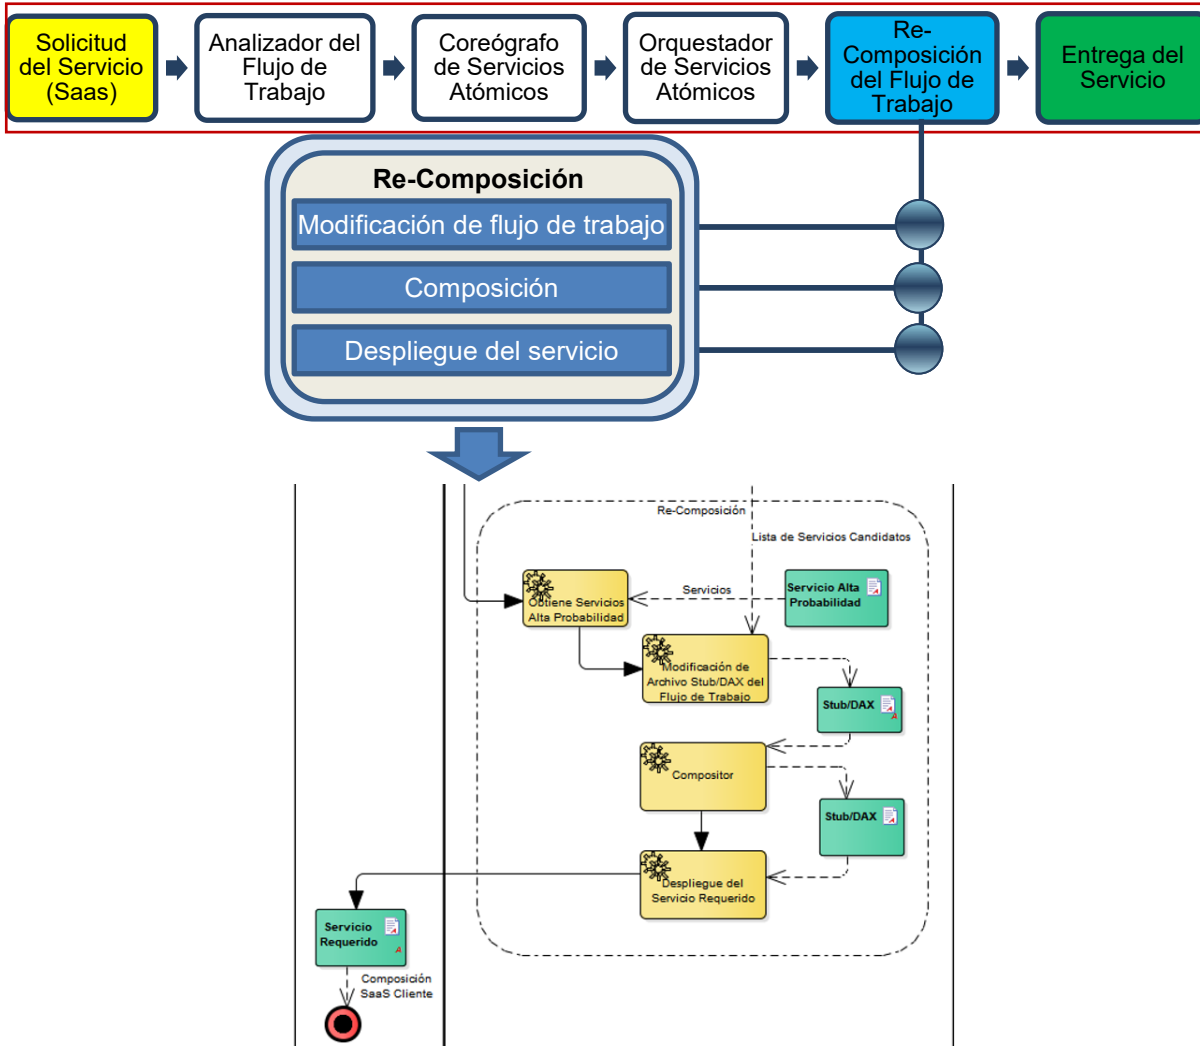 Solicitud
del Servicio
(Saas)
Analizador del
Flujo de
Trabajo
Coreógrafo
de Servicios
Atómicos
Orquestador
de Servicios
Atómicos
Re-
Composición
del Flujo de
Trabajo
Entrega del
Servicio
Re-Composición
Modificación de flujo de trabajo
Composición
Despliegue del servicio
Re-Composición
Lista de Servicios Candidatos
Obtiene Servicios
Alta Probabilidad
Servicios
Servicio Alta
Probabilidad
Modificación de
Archivo Stub/DAX del
Flujo de Trabajo
Stub/DAX
Compositor
Stub/DAX
Despliegue del
Servicio Requerido
Servicio
Requerido
Composición
SaaS Cliente